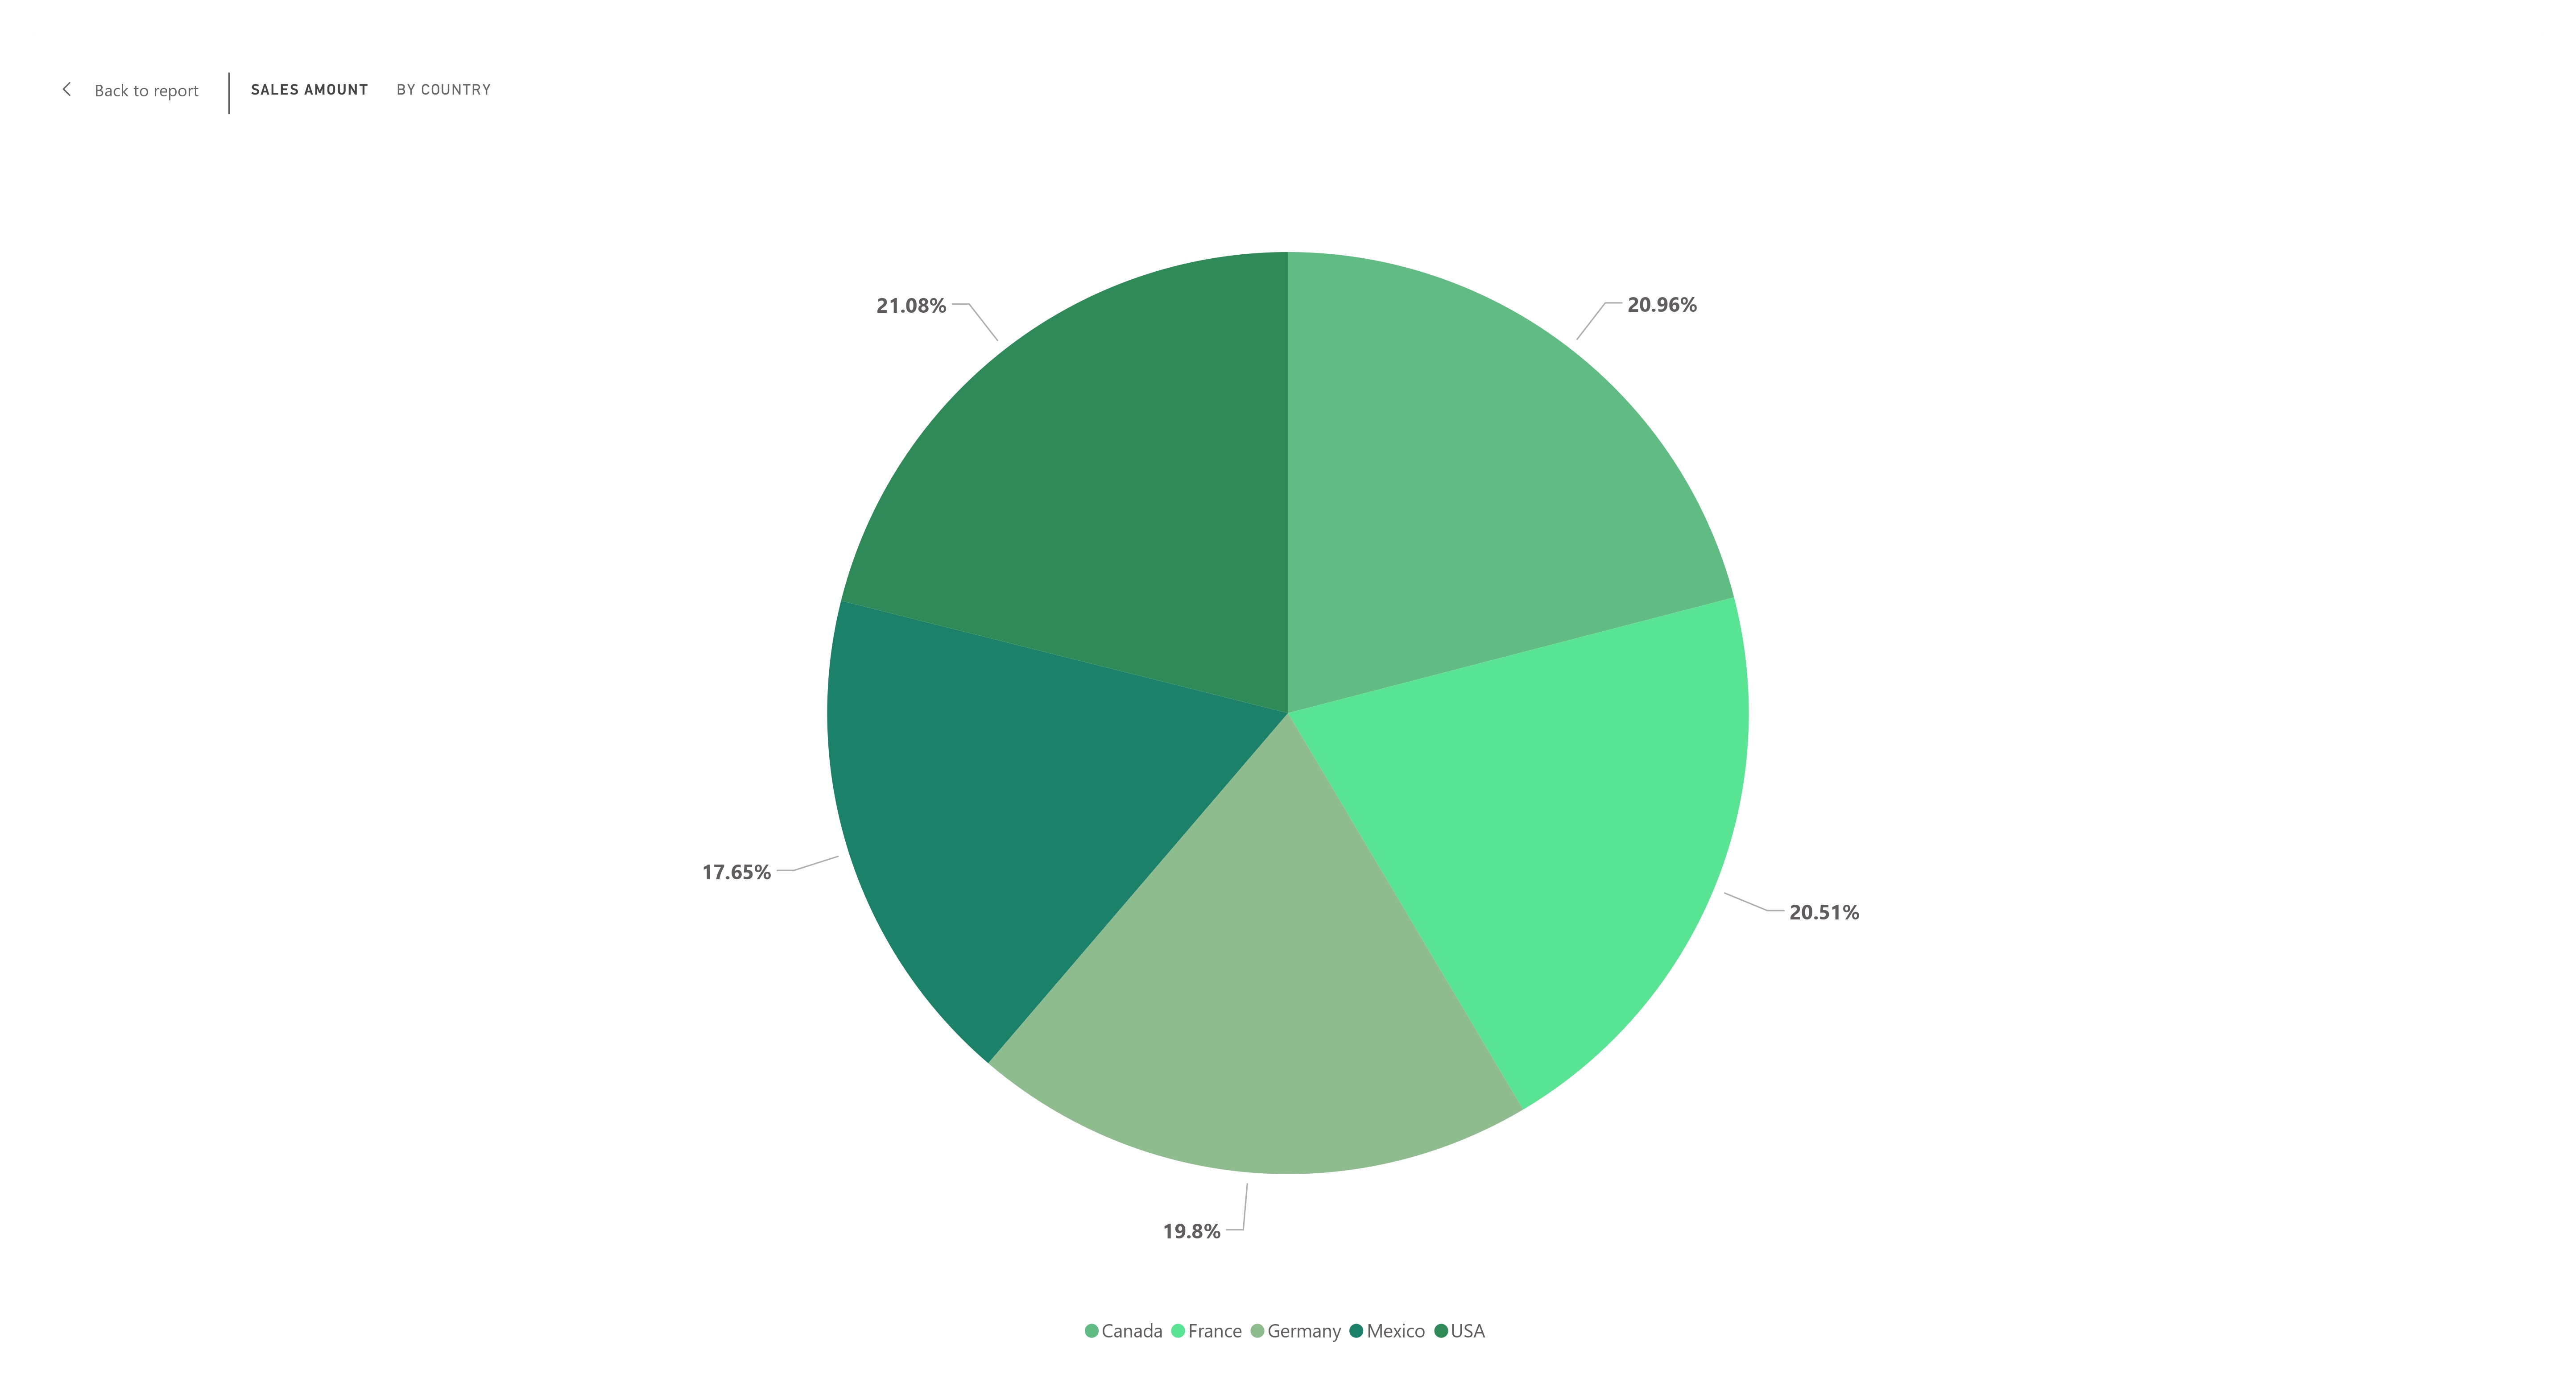 Back to report
SALES AMOUNT BY COUNTRY
21.08%
20.96%
17.65%
20.51%
19.8%
Canada France Germany Mexico USA